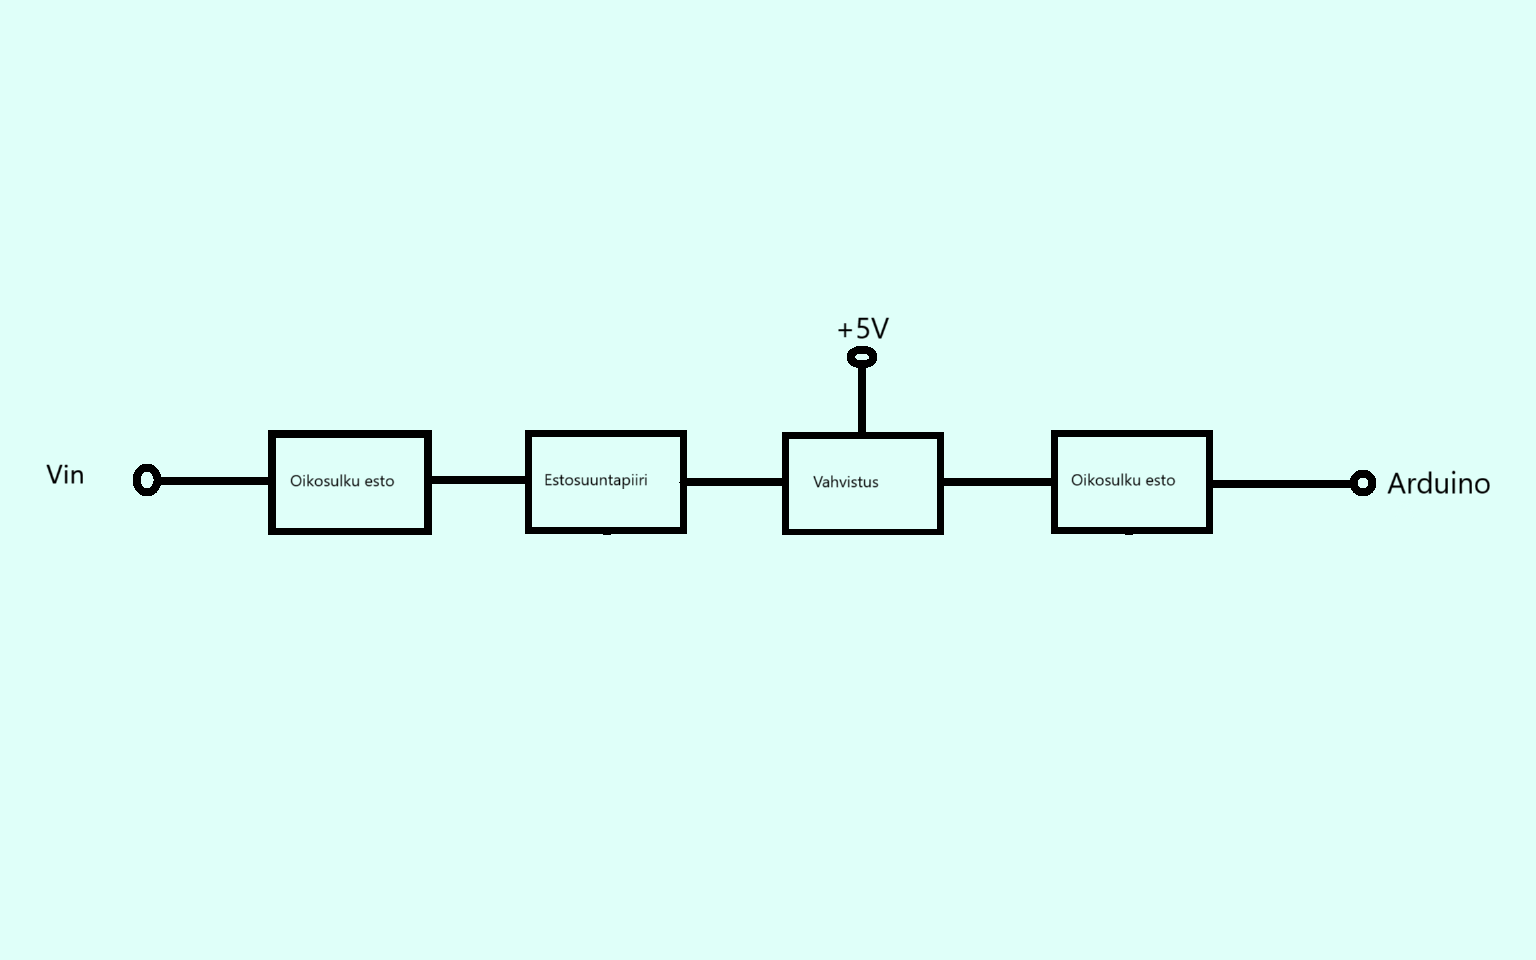 +5V
Vin
Oikosulku esto
Estosuuntapiiri
Vahvistus
Oikosulku esto
Arduino